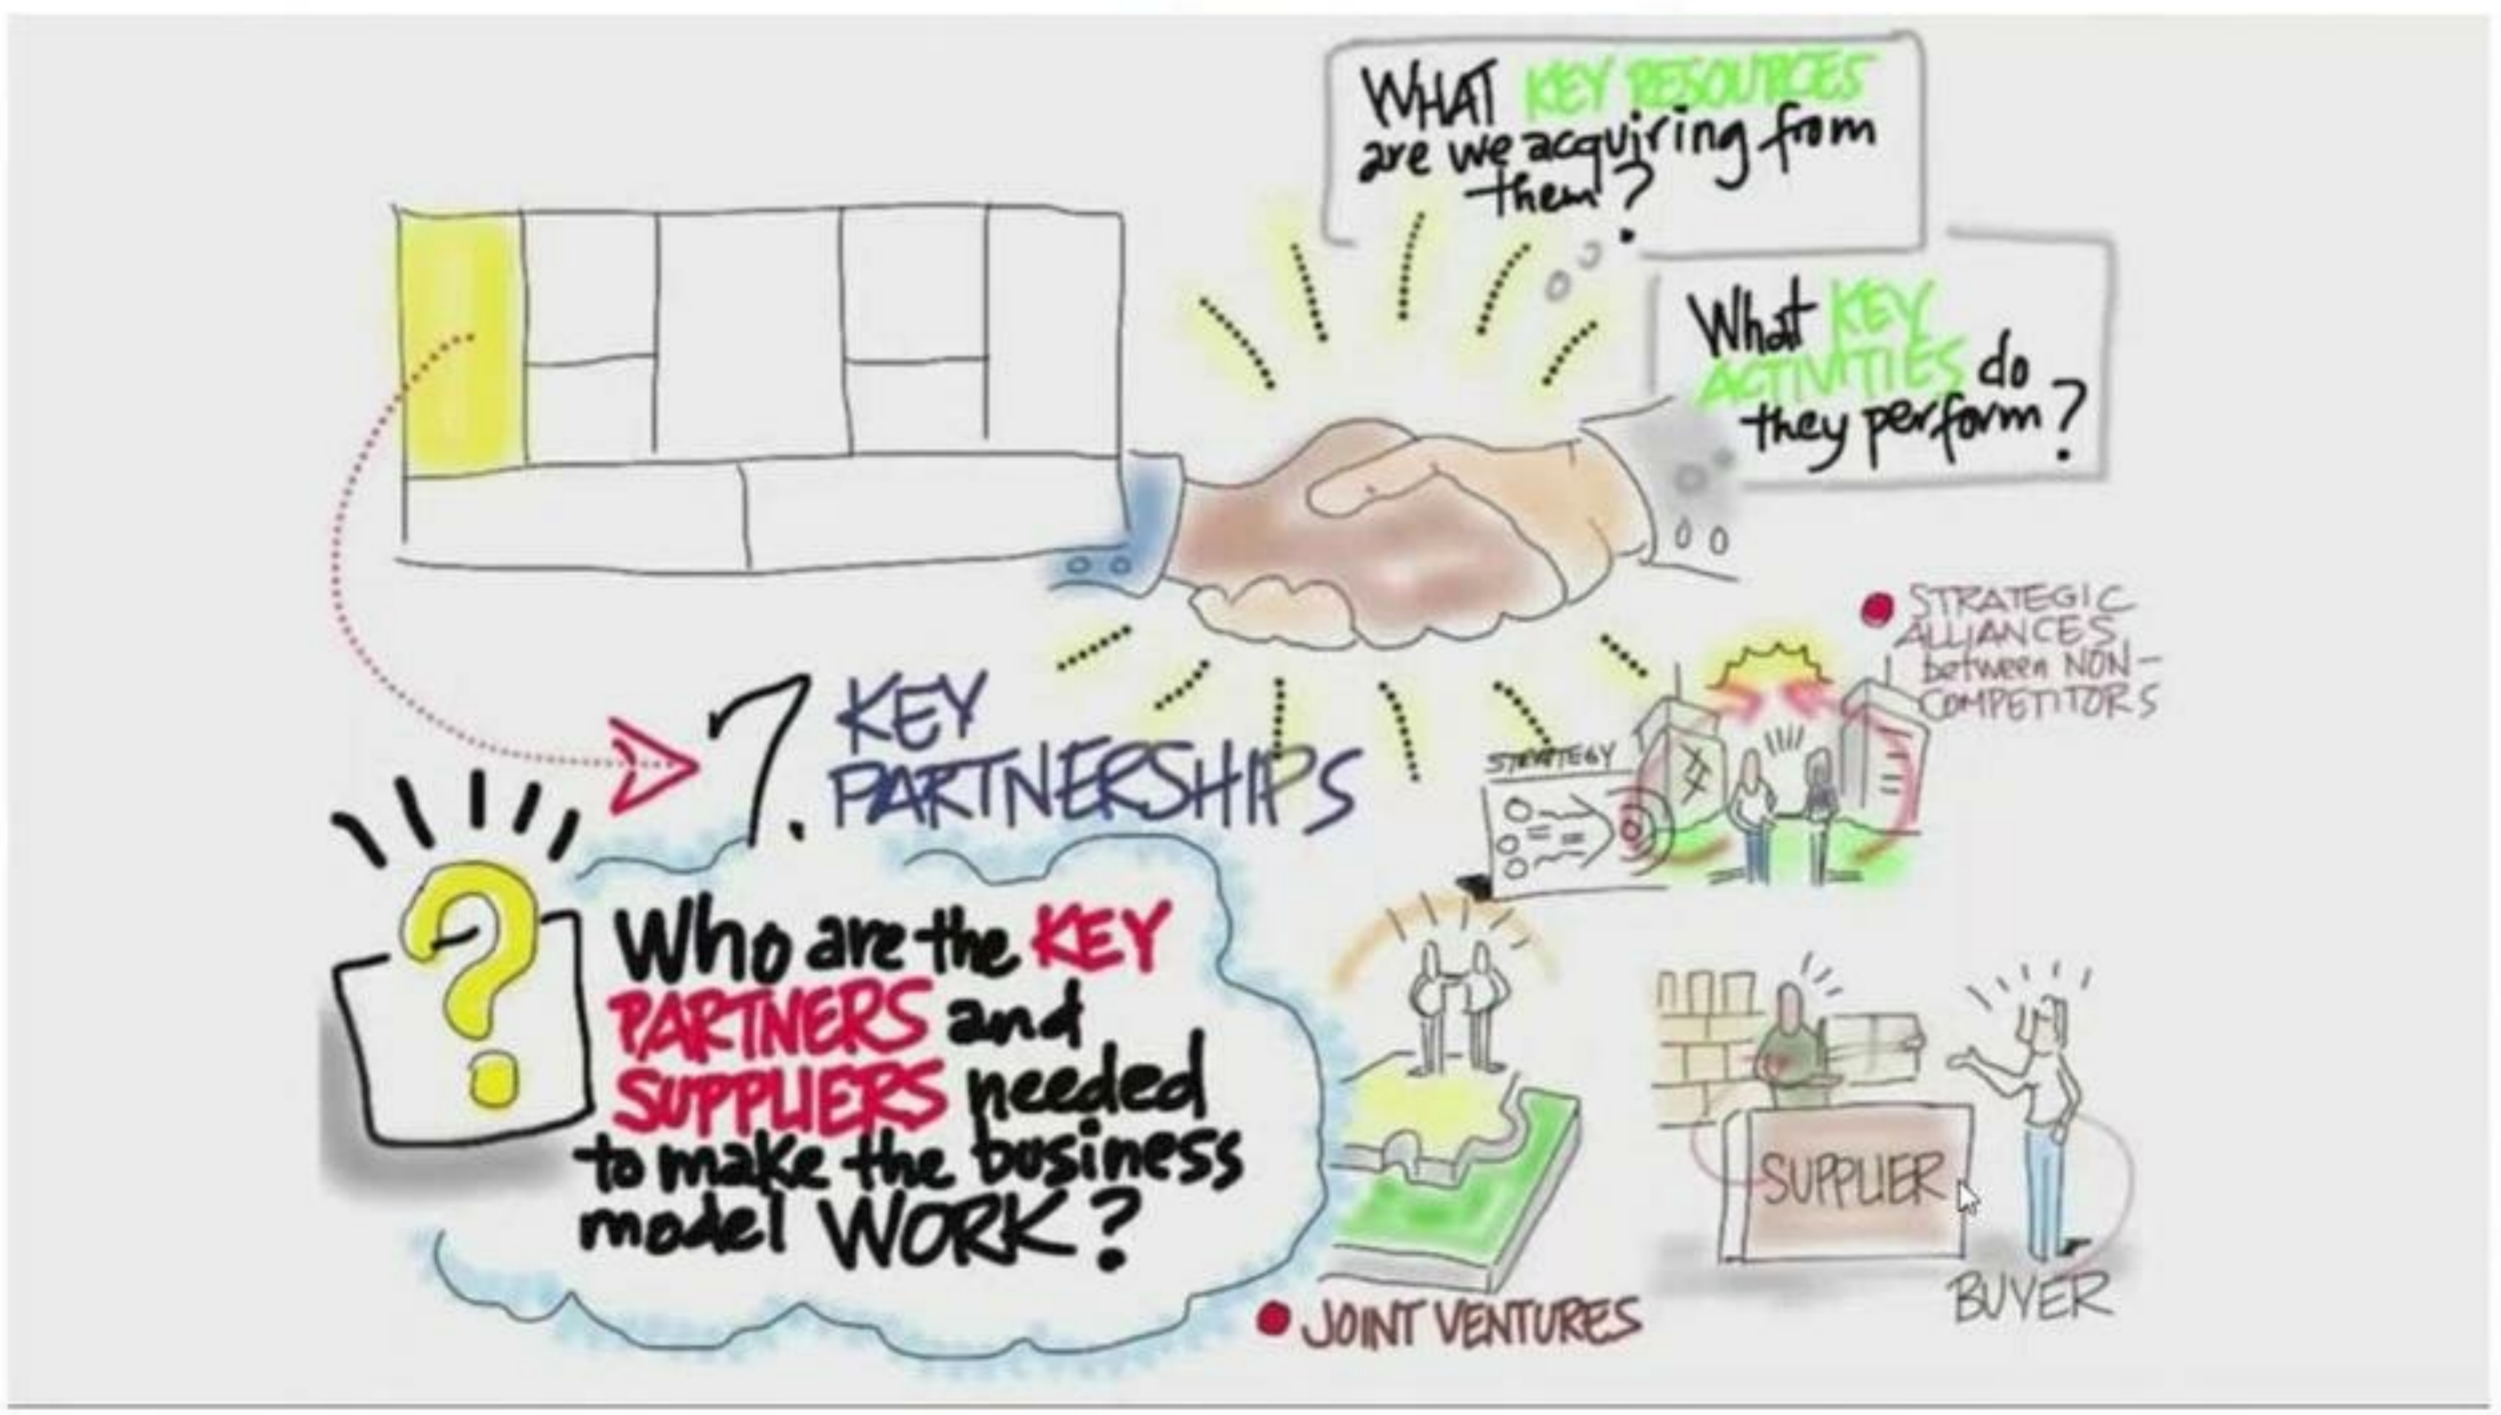 WHAT KEY RESOURCES
are we acquiring from
them?
What KEY
ACTIVITIES do
they perform?
7. KEY
PARTNERSHIPS
Who are the KEY
PARTNERS and
SUPPLIERS needed
to make the business
model WORK?
STRATEGIC
ALLIANCES
between NON-
COMPETITORS
STRATEGY
JOINT VENTURES
SUPPLIER
BUYER